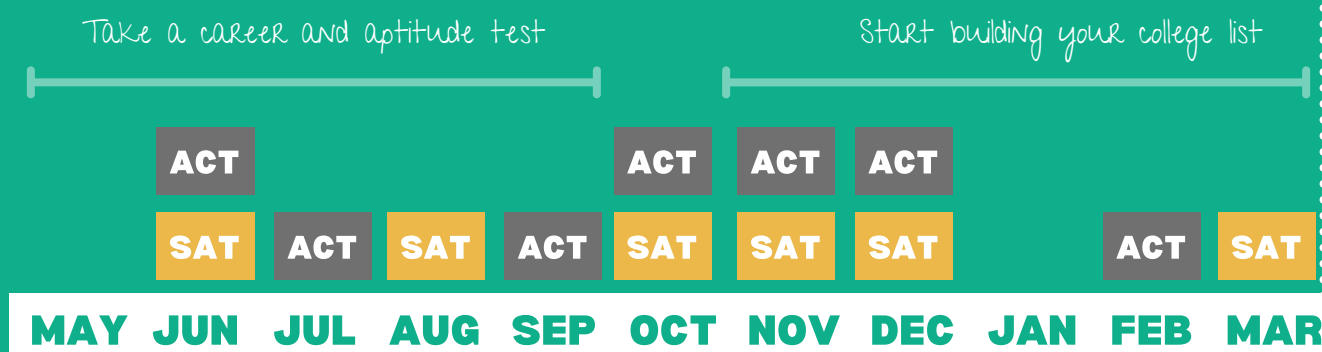 Take a career and aptitude test Start building your college list
ACT ACT ACT ACT
SAT ACT SAT ACT SAT SAT SAT ACT SAT
MAY JUN JUL AUG SEP OCT NOV DEC JAN FEB MAR